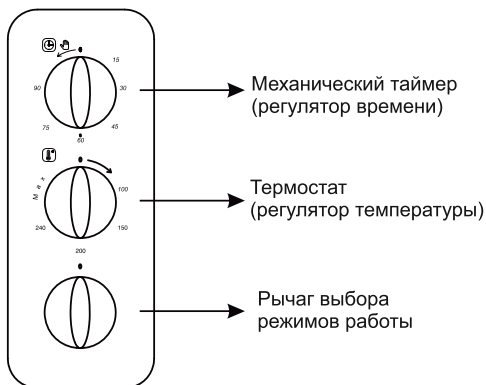 15
90
30
Механический таймер
(регулятор времени)
75
45
60
Max
100
Термостат
(регулятор температуры)
240
150
200
Рычаг выбора
режимов работы